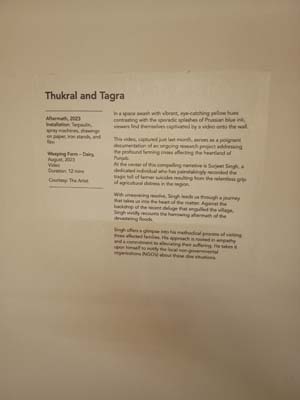 Thukral and Tagra
Aftermath, 2023
Installation: Tarpaulin,
spray machines, drawings
on paper, iron stands, and
film
Weeping Farm – Dairy,
August, 2023
Video
Duration: 12 mins
Courtesy: The Artist
In a space awash with vibrant, eye-catching yellow hues
contrasting with the sporadic splashes of Prussian blue ink,
viewers find themselves captivated by a video onto the wall.
This video, captured just last month, serves as a poignant
documentation of an ongoing research project addressing
the profound farming crises affecting the heartland of
Punjab.
At the center of this compelling narrative is Surjeet Singh, a
dedicated individual who has painstakingly recorded the
tragic toll of farmer suicides resulting from the relentless grip
of agricultural distress in the region.
With unwavering resolve, Singh leads us through a journey
that takes us into the heart of the matter. Against the
backdrop of the recent deluge that engulfed the village,
Singh vividly recounts the harrowing aftermath of the
devastating floods.
Singh offers a glimpse into his methodical process of visiting
three affected families. His approach is rooted in empathy
and a commitment to alleviating their suffering. He takes it
upon himself to notify the local non-governmental
organisations (NGOs) about these dire situations.